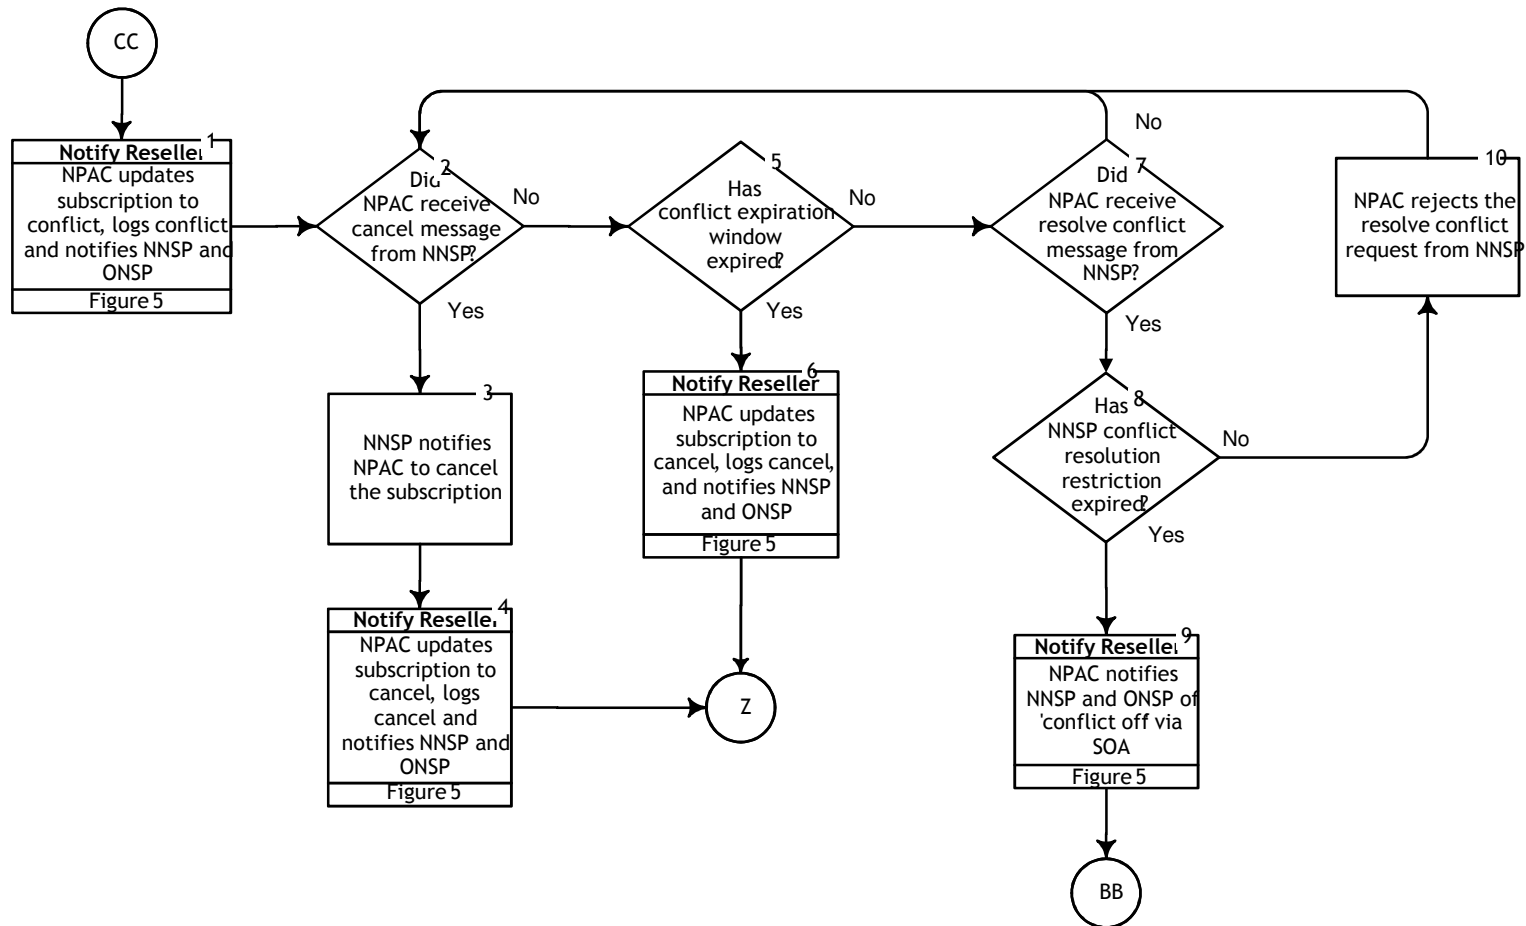 CC
1
Notify Reseller
NPAC updates
subscription to
conflict, logs conflict
and notifies NNSP and
ONSP
Figure 5
2
Did
NPAC receive
cancel message
from NNSP?
No
Yes
3
NNSP notifies
NPAC to cancel
the subscription
4
Notify Reseller
NPAC updates
subscription to
cancel, logs
cancel and
notifies NNSP and
ONSP
Figure 5
5
Has
conflict expiration
window
expired?
No
Yes
6
Notify Reseller
NPAC updates
subscription to
cancel, logs cancel,
and notifies NNSP
and ONSP
Figure 5
Z
7
Did
NPAC receive
resolve conflict
message from
NNSP?
No
Yes
8
Has
NNSP conflict
resolution
restriction
expired?
No
Yes
9
Notify Reseller
NPAC notifies
NNSP and ONSP of
'conflict off via
SOA
Figure 5
BB
10
NPAC rejects the
resolve conflict
request from NNSP